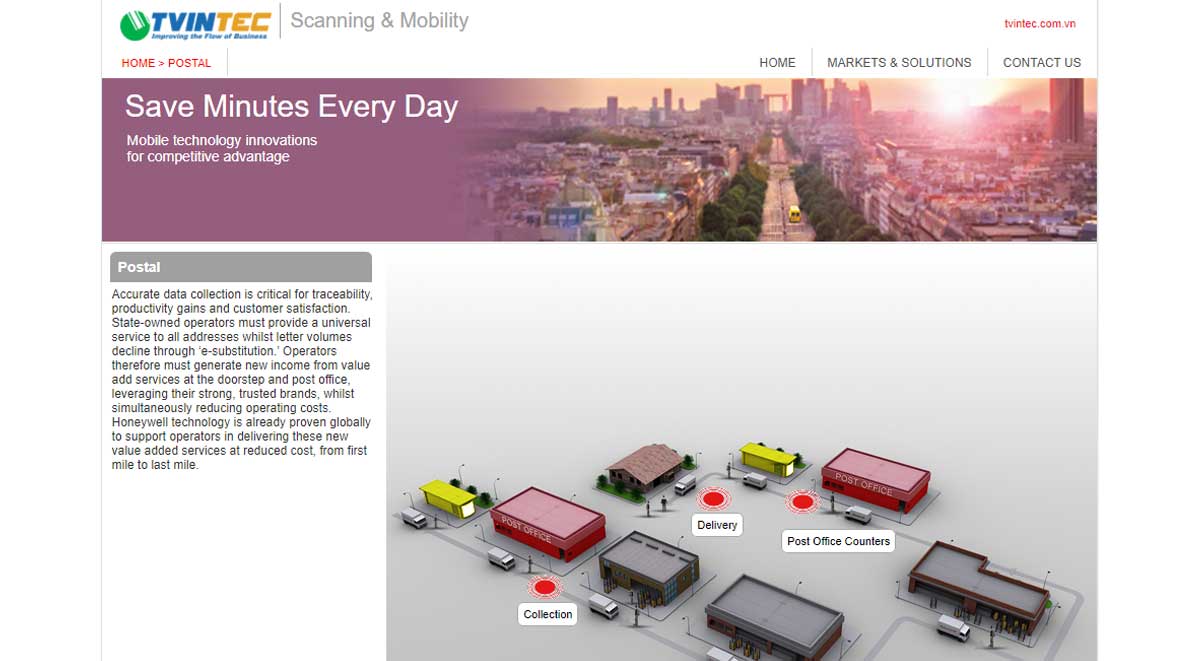 TVINTEC
Improving the Flow of Business
Scanning & Mobility
tvintec.com.vn
HOME > POSTAL
HOME
MARKETS & SOLUTIONS
CONTACT US
Save Minutes Every Day
Mobile technology innovations
for competitive advantage
Postal
Accurate data collection is critical for traceability,
productivity gains and customer satisfaction.
State-owned operators must provide a universal
service to all addresses whilst letter volumes
decline through ‘e-substitution.’ Operators
therefore must generate new income from value
add services at the doorstep and post office,
leveraging their strong, trusted brands, whilst
simultaneously reducing operating costs.
Honeywell technology is already proven globally
to support operators in delivering these new
value added services at reduced cost, from first
mile to last mile.
POST OFFICE
POST OFFICE
Delivery
Post Office Counters
Collection